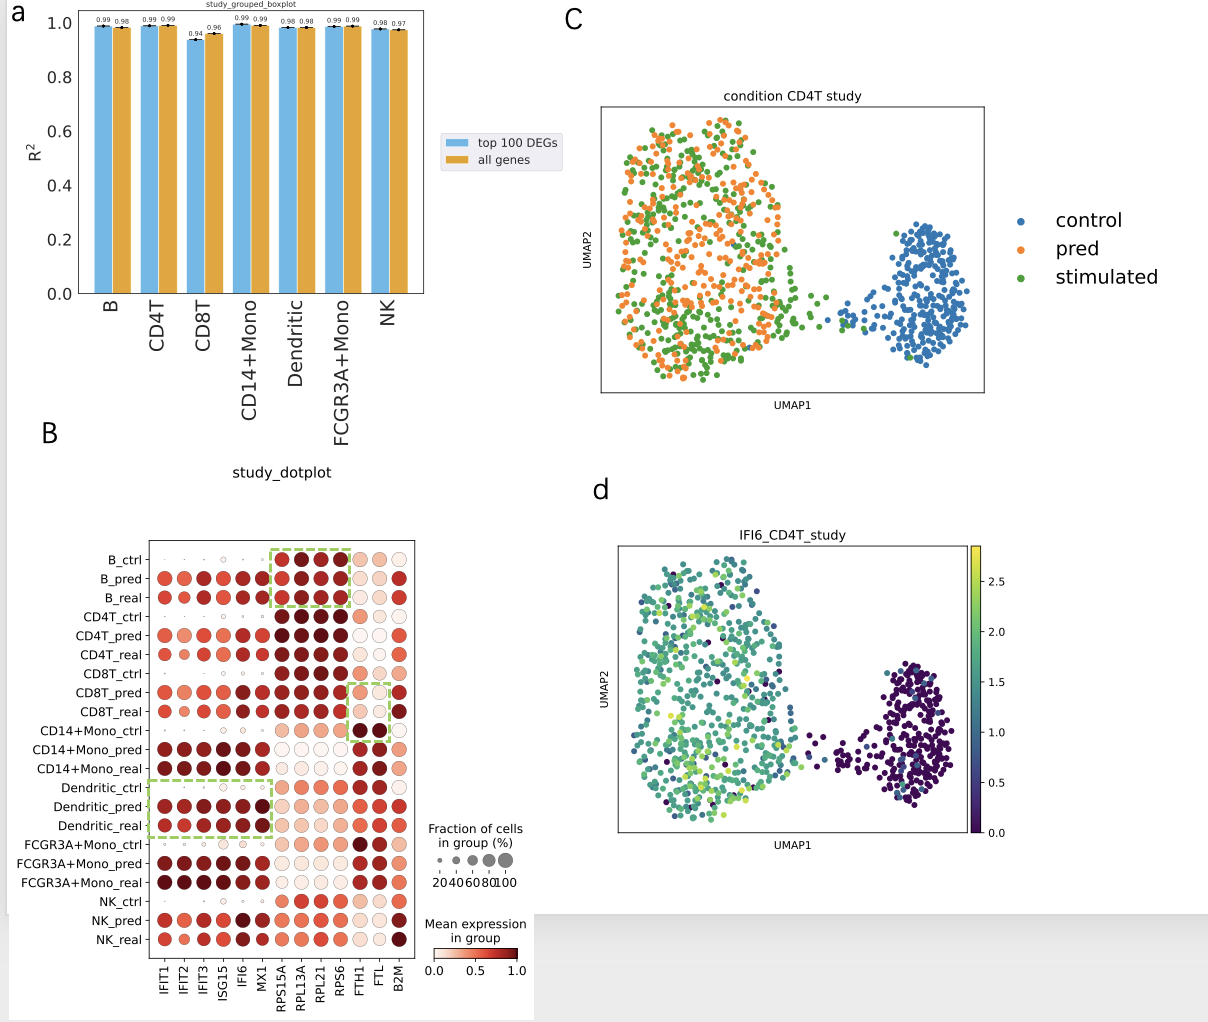 a
study_grouped_boxplot
0.99 0.98 0.99 0.99 0.94 0.96 0.99 0.99 0.98 0.98 0.99 0.99 0.98 0.97
1.0
0.8
0.6
0.4
0.2
0.0
R2
B
CD4T
CD8T
CD14+Mono
Dendritic
FCGR3A+Mono
NK
top 100 DEGs
all genes
C
condition CD4T study
UMAP2
UMAP1
control
pred
stimulated
B
study_dotplot
B_ctrl
B_pred
B_real
CD4T_ctrl
CD4T_pred
CD4T_real
CD8T_ctrl
CD8T_pred
CD8T_real
CD14+Mono_ctrl
CD14+Mono_pred
CD14+Mono_real
Dendritic_ctrl
Dendritic_pred
Dendritic_real
FCGR3A+Mono_ctrl
FCGR3A+Mono_pred
FCGR3A+Mono_real
NK_ctrl
NK_pred
NK_real
IFIT1
IFIT2
IFIT3
ISG15
IFI6
MX1
RPS15A
RPL13A
RPL21
RPS6
FTH1
FTL
B2M
Fraction of cells
in group (%)
20 40 60 80 100
Mean expression
in group
0.0 0.5 1.0
d
IFI6_CD4T_study
UMAP2
UMAP1
2.5
2.0
1.5
1.0
0.5
0.0